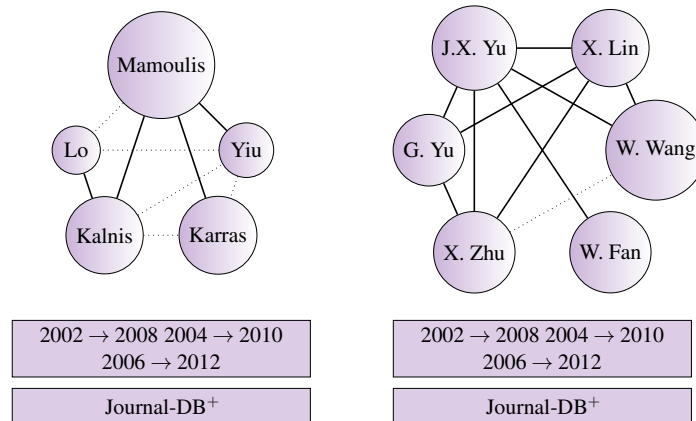 Mamoulis
Lo
Yiu
Kalnis
Karras
2002 → 2008 2004 → 2010
2006 → 2012
Journal-DB⁺
J.X. Yu
X. Lin
G. Yu
W. Wang
X. Zhu
W. Fan
2002 → 2008 2004 → 2010
2006 → 2012
Journal-DB⁺